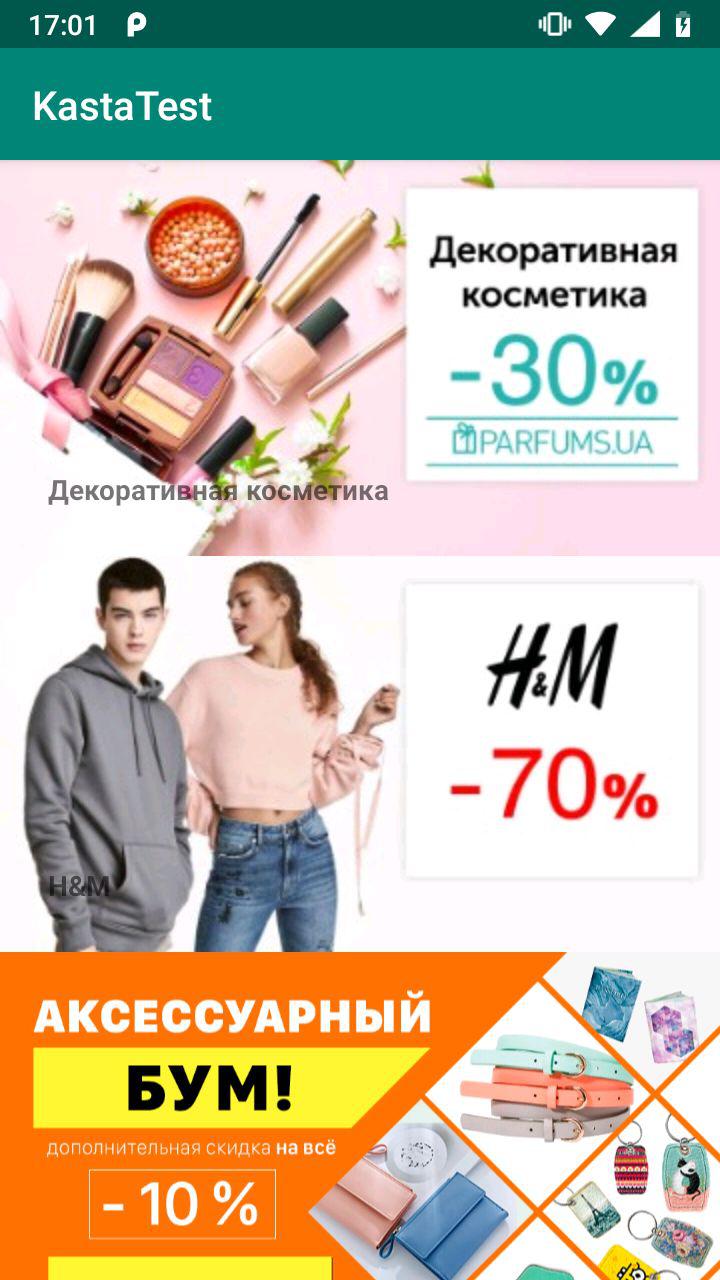 17:01
KastaTest
Декоративная
косметика
-30%
PARFUMS.UA
Декоративная косметика
H&M
-70%
H&M
АКСЕССУАРНЫЙ
БУМ!
дополнительная скидка на всё
- 10 %